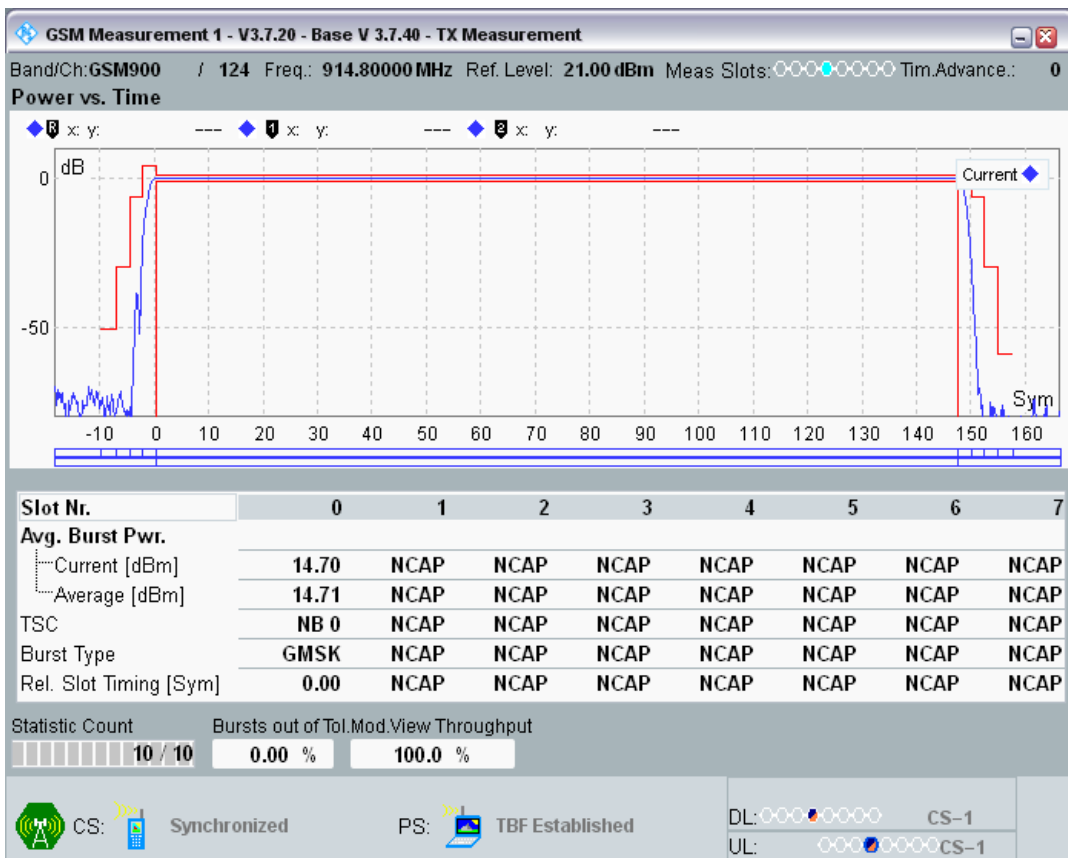 GSM Measurement 1 - V3.7.20 - Base V 3.7.40 - TX Measurement
Band/Ch:GSM900 / 124 Freq.: 914.80000 MHz Ref. Level: 21.00 dBm Meas Slots: Tim.Advance.: 0
Power vs. Time
R x: y: --- 1 x: y: --- 2 x: y: ---
dB
Current
0
-50
Sym
-10 0 10 20 30 40 50 60 70 80 90 100 110 120 130 140 150 160
Slot Nr. 0 1 2 3 4 5 6 7
Avg. Burst Pwr.
Current [dBm] 14.70 NCAP NCAP NCAP NCAP NCAP NCAP NCAP
Average [dBm] 14.71 NCAP NCAP NCAP NCAP NCAP NCAP NCAP
TSC NB 0 NCAP NCAP NCAP NCAP NCAP NCAP NCAP
Burst Type GMSK NCAP NCAP NCAP NCAP NCAP NCAP NCAP
Rel. Slot Timing [Sym] 0.00 NCAP NCAP NCAP NCAP NCAP NCAP NCAP
Statistic Count Bursts out of Tol.Mod.View Throughput
10 / 10 0.00 % 100.0 %
CS: Synchronized PS: TBF Established DL: CS-1
UL: CS-1